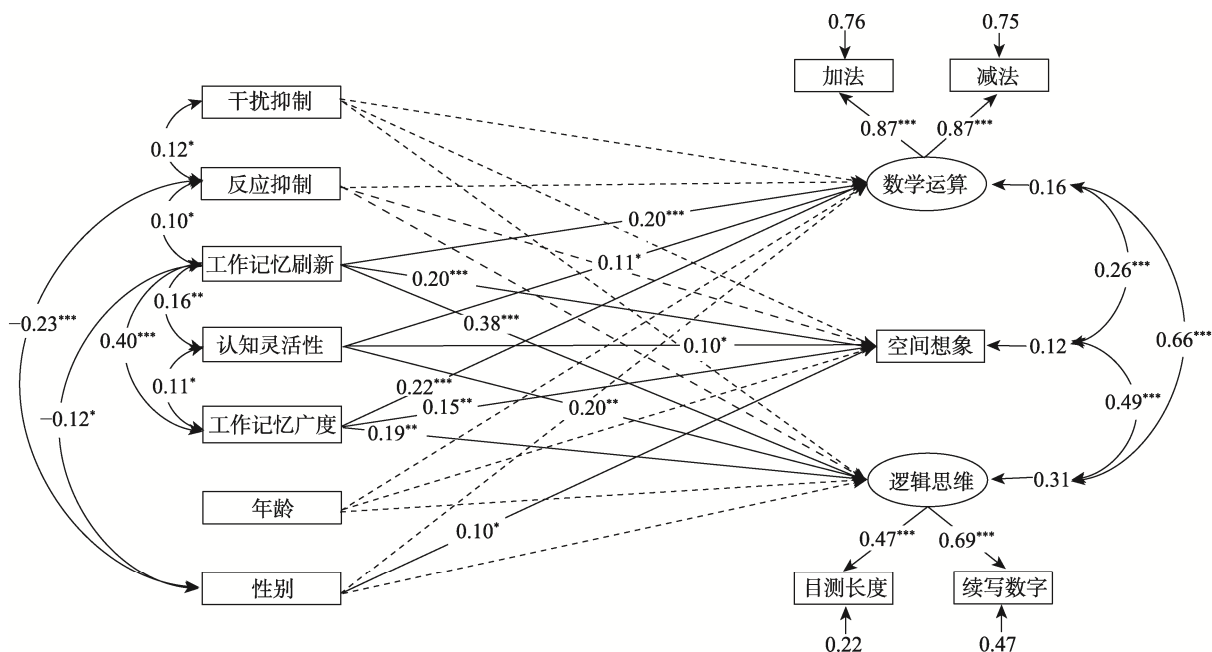 0.76
0.75
加法
减法
干扰抑制
0.87***
0.87***
0.12*
反应抑制
数学运算
0.16
0.10*
0.20***
工作记忆刷新
0.11*
0.20***
0.26***
0.16**
−0.23***
0.40***
0.38***
认知灵活性
0.10*
空间想象
0.12
0.66***
0.11*
0.22***
−0.12*
0.15**
0.20**
0.49***
工作记忆广度
0.19**
逻辑思维
0.31
年龄
0.10*
0.47***
0.69***
性别
目测长度
续写数字
0.22
0.47